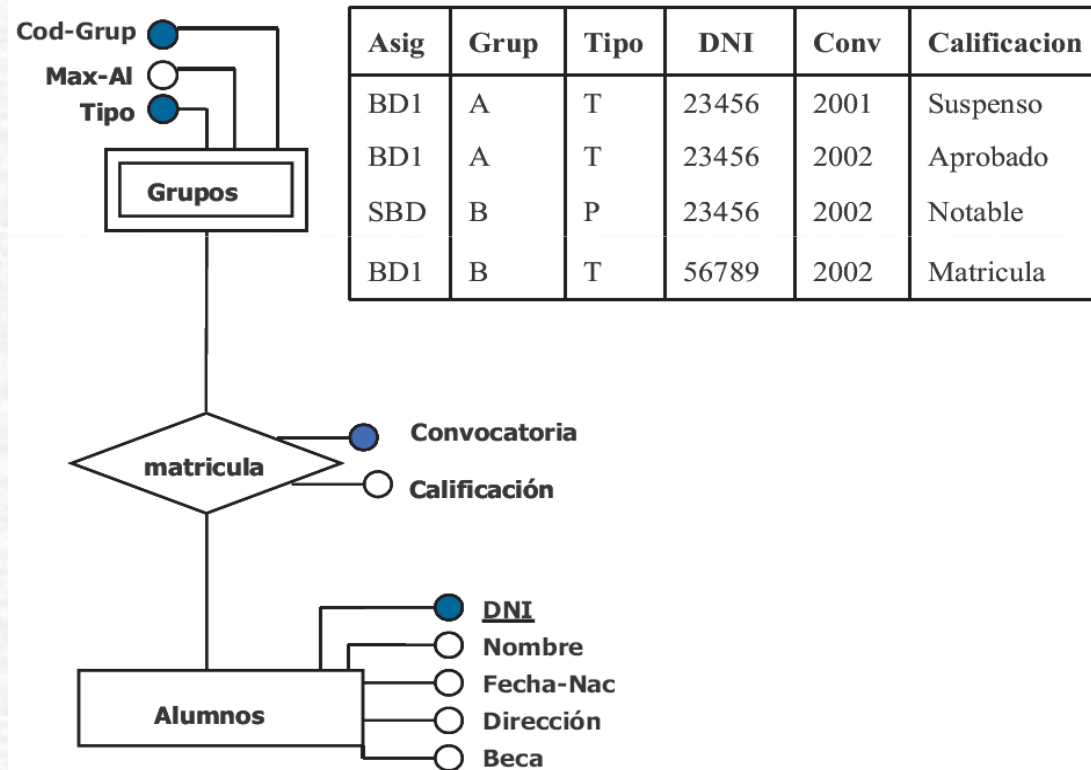 Cod-Grup
Max-Al
Tipo
Grupos
Asig Grup Tipo DNI Conv Calificacion
BD1 A T 23456 2001 Suspenso
BD1 A T 23456 2002 Aprobado
SBD B P 23456 2002 Notable
BD1 B T 56789 2002 Matricula
matricula
Convocatoria
Calificación
DNI
Nombre
Fecha-Nac
Dirección
Beca
Alumnos